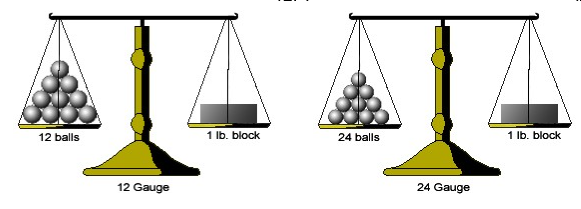 12 balls
1 lb. block
12 Gauge
24 balls
1 lb. block
24 Gauge